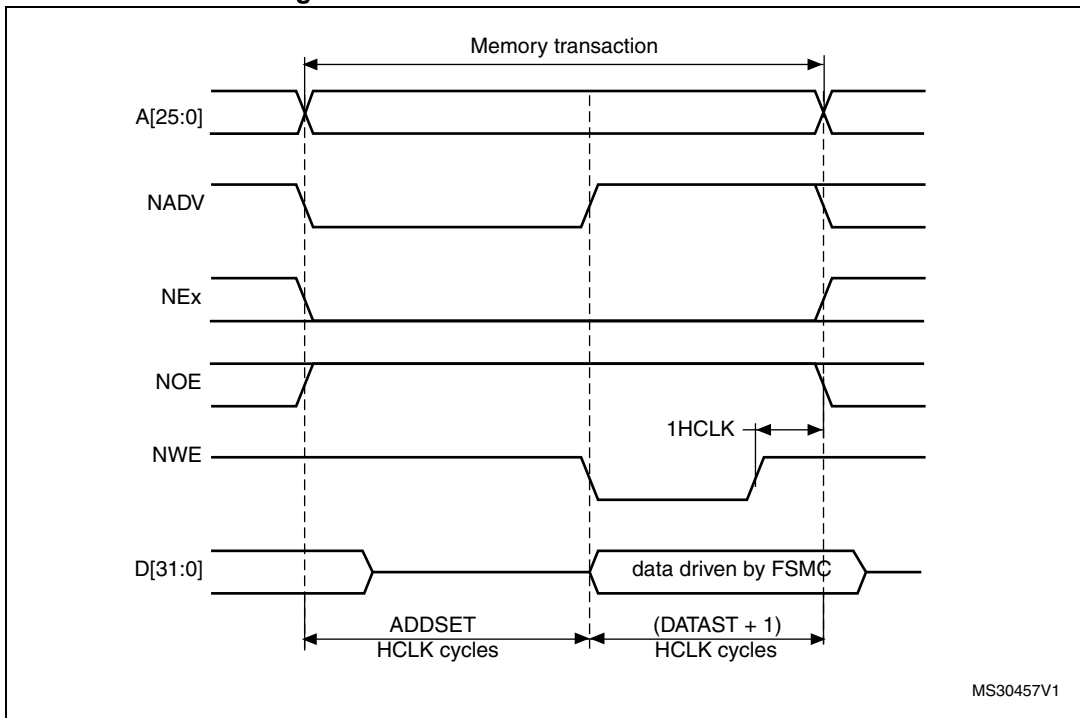 g
Memory transaction
A[25:0]
NADV
NEx
NOE
1HCLK
NWE
D[31:0]
data driven by FSMC
ADDSET
HCLK cycles
(DATAST + 1)
HCLK cycles
MS30457V1